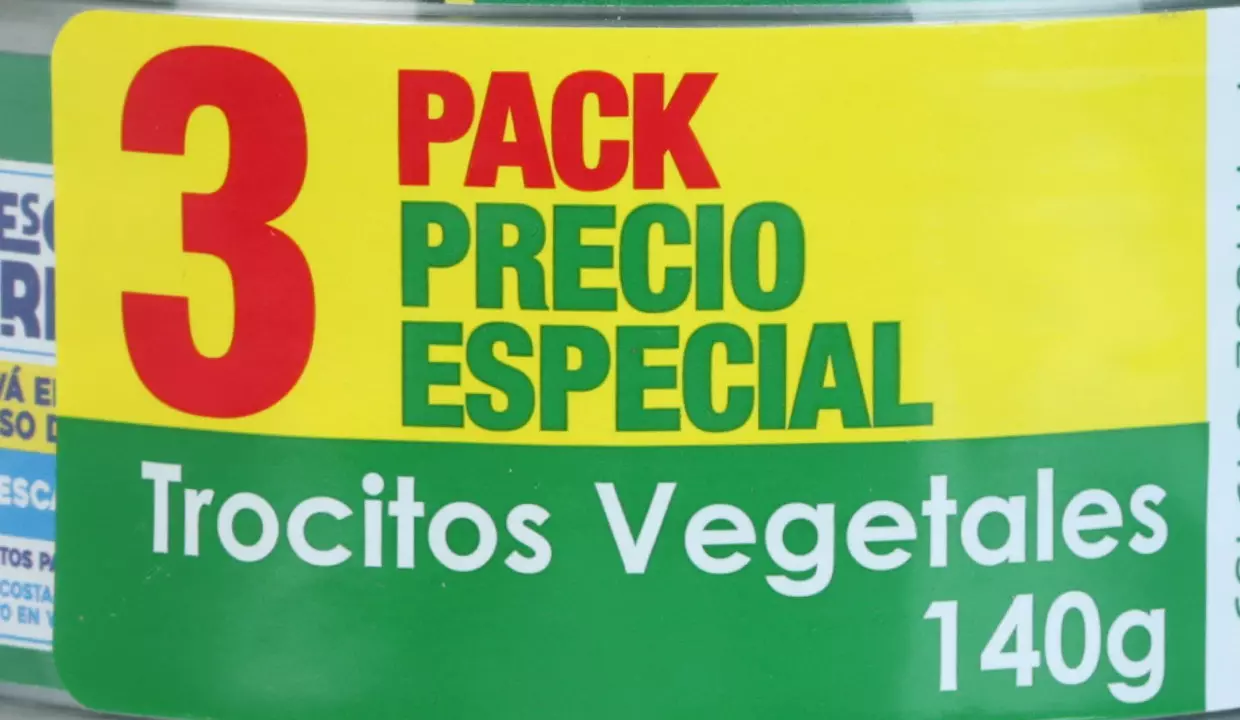 3 PACK
PRECIO
ESPECIAL
Trocitos Vegetales
140g